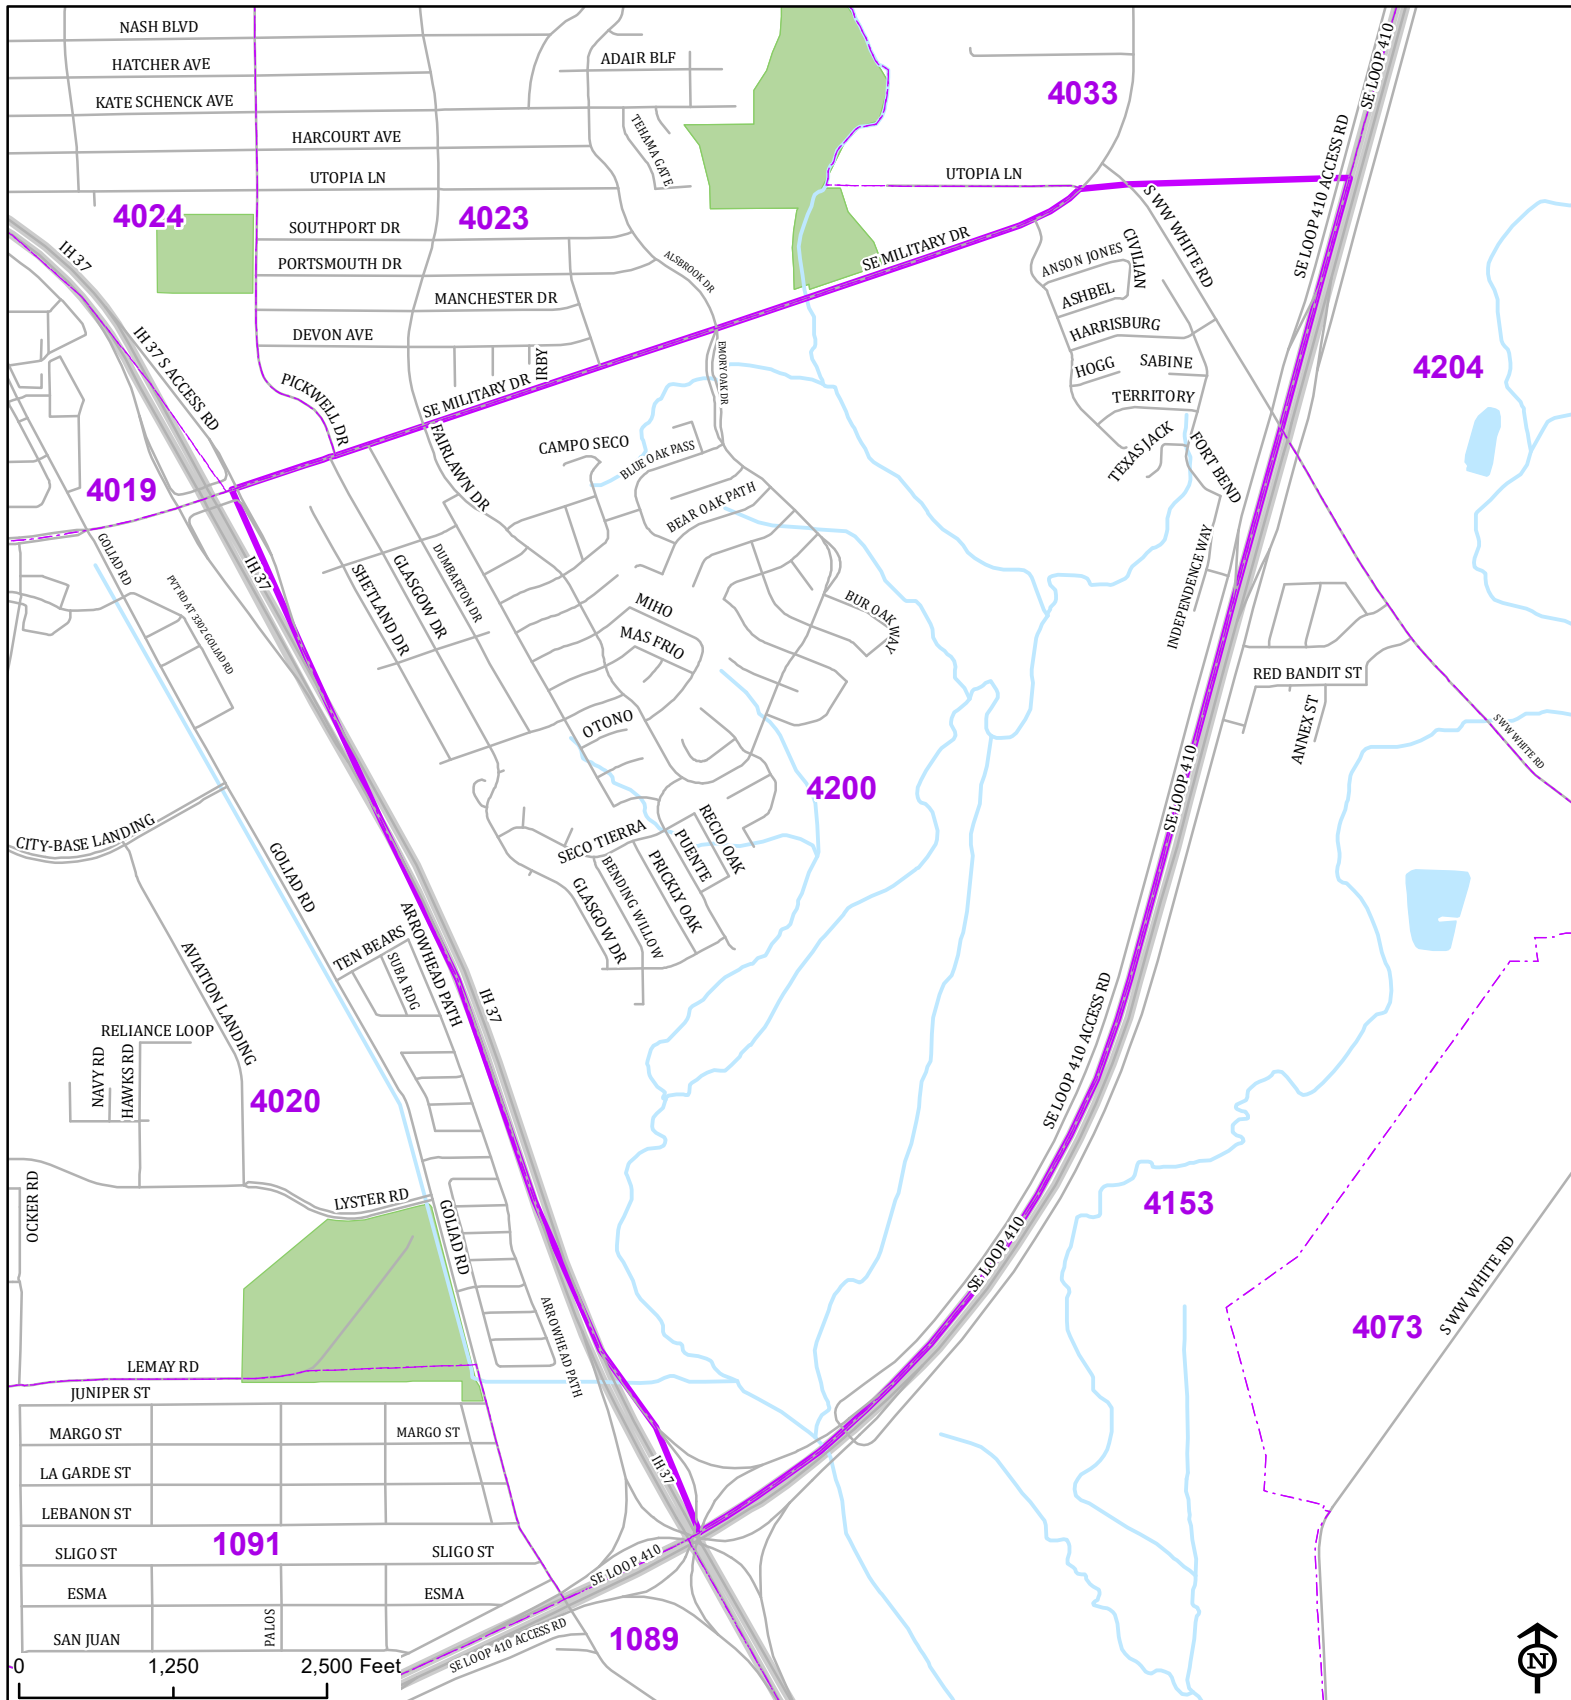 NASH BLVD
HATCHER AVE
KATE SCHENCK AVE
ADAIR BLF
HARCOURT AVE
TEHAMA GATE
4033
SE LOOP 410
SE LOOP 410 ACCESS RD
UTOPIA LN
UTOPIA LN
4024
4023
SOUTHPORT DR
PORTSMOUTH DR
ALSBROOK DR
MANCHESTER DR
DEVON AVE
IRBY
IH 37
IH 37 S ACCESS RD
PICKWELL DR
SE MILITARY DR
SE MILITARY DR
EMORY OAK DR
S WW WHITE RD
CIVILIAN
ANSON JONES
ASHBEL
HARRISBURG
HOGG
SABINE
TERRITORY
TEXAS JACK
FORT BEND
4204
FAIRLAWN DR
CAMPO SECO
BLUE OAK PASS
BEAR OAK PATH
4019
GOLIAD RD
PVT RD AT 3302 GOLIAD RD
IH 37
SHETLAND DR
GLASGOW DR
DUMBARTON DR
MIHO
MAS FRIO
OTONO
BUR OAK WAY
INDEPENDENCE WAY
RED BANDIT ST
ANNEX ST
S WW WHITE RD
4200
SE LOOP 410
CITY-BASE LANDING
GOLIAD RD
SECO TIERRA
RECIO OAK
PUENTE
PRICKLY OAK
BENDING WILLOW
GLASGOW DR
TEN BEARS
SUBA RDG
ARROWHEAD PATH
IH 37
AVIATION LANDING
RELIANCE LOOP
NAVY RD
HAWKS RD
4020
SE LOOP 410 ACCESS RD
OCKER RD
LYSTER RD
GOLIAD RD
4153
SE LOOP 410
4073
S WW WHITE RD
ARROWHEAD PATH
LEMAY RD
JUNIPER ST
MARGO ST
MARGO ST
LA GARDE ST
LEBANON ST
IH 37
1091
SLIGO ST
SLIGO ST
ESMA
ESMA
SE LOOP 410
SE LOOP 410 ACCESS RD
SAN JUAN
PALOS
1089
0 1,250 2,500 Feet
N